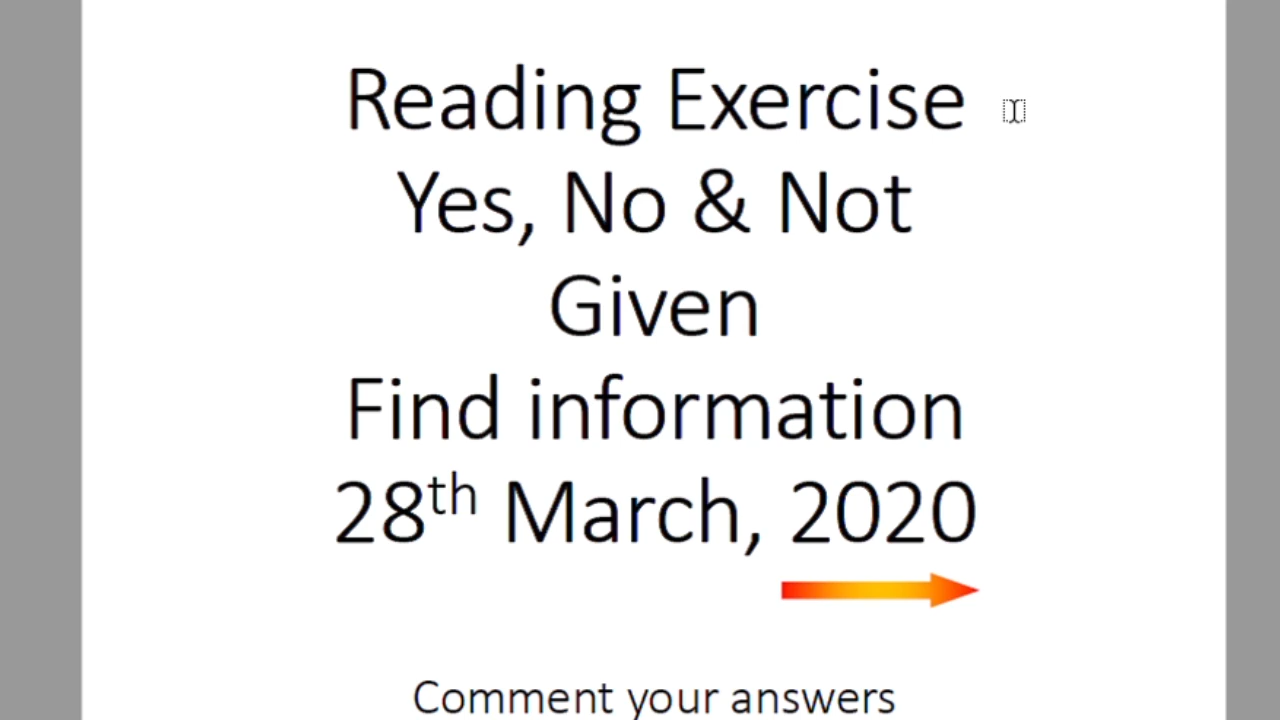 Reading Exercise
Yes, No & Not
Given
Find information
28th March, 2020
Comment your answers